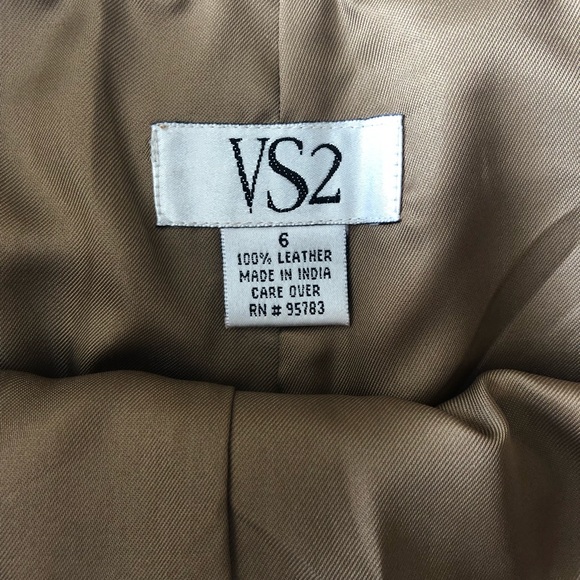 VS2
6
100% LEATHER
MADE IN INDIA
CARE OVER
RN # 95783